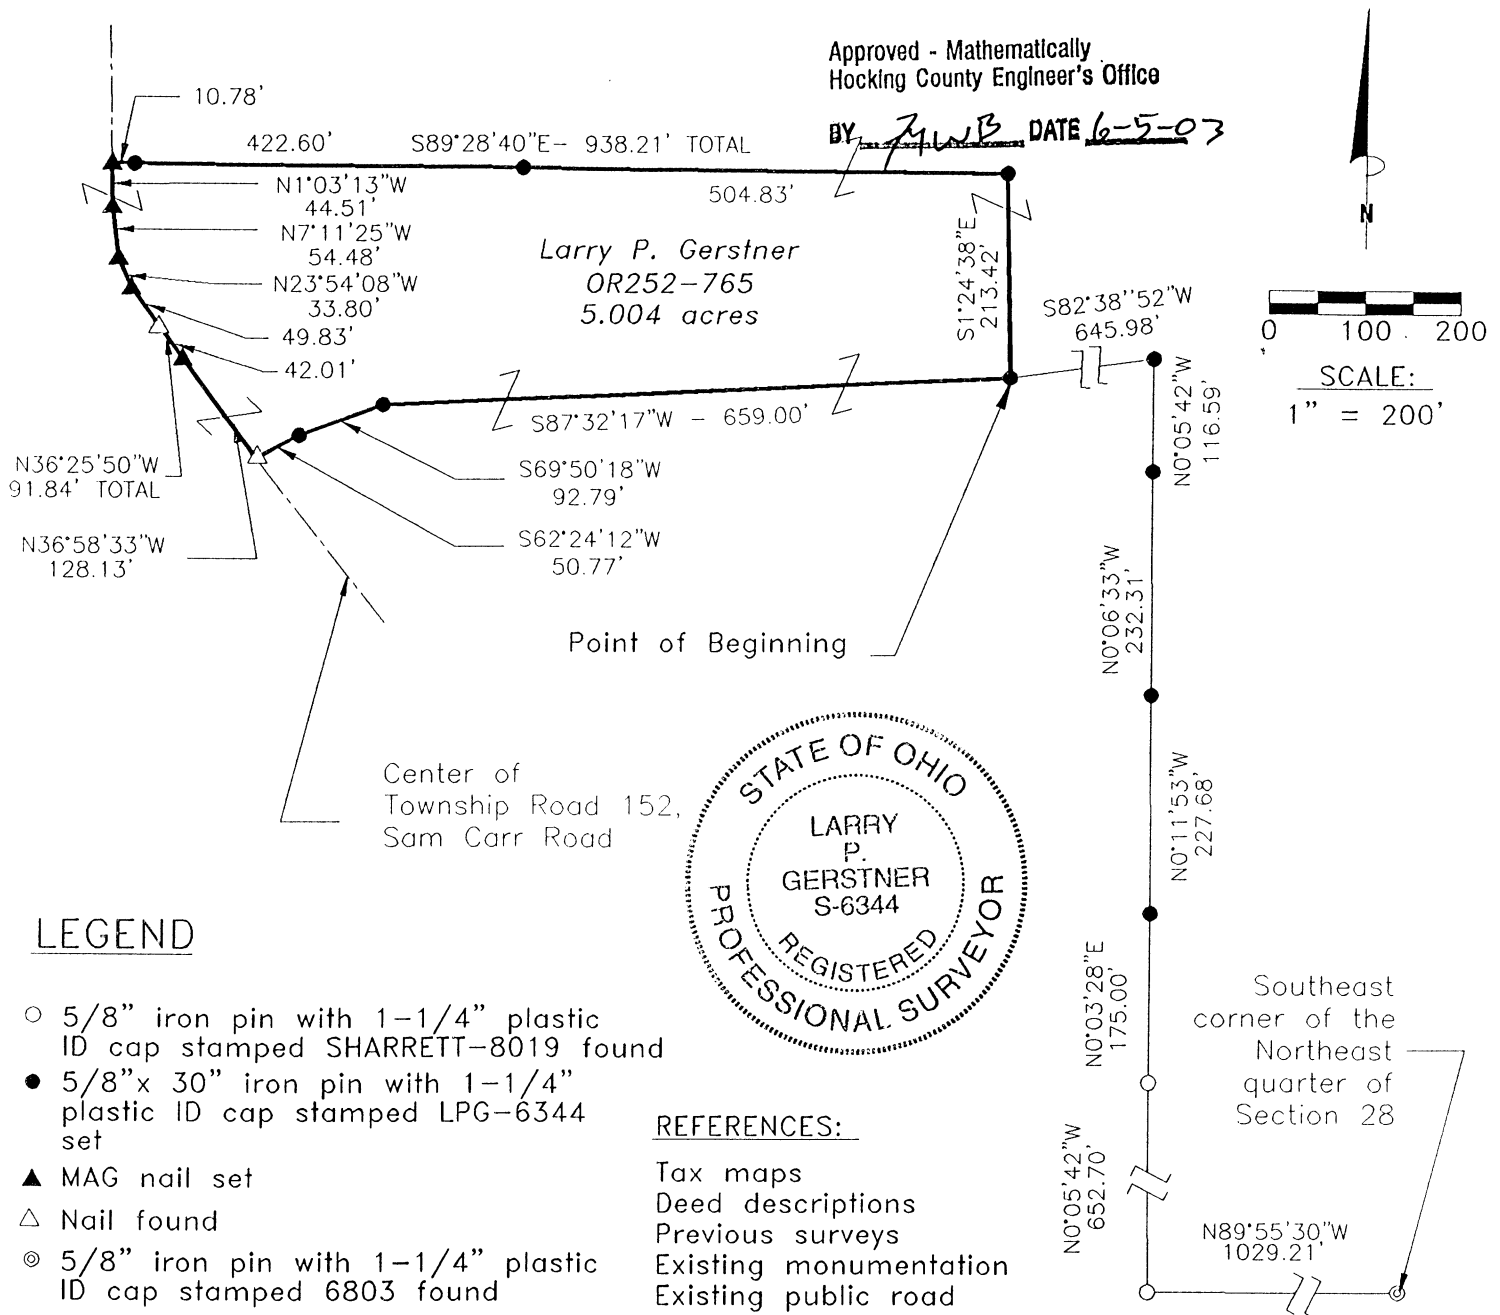 Approved - Mathematically
Hocking County Engineer's Office
BY DATE 6-5-03
10.78'
422.60'
S89°28'40"E- 938.21' TOTAL
504.83'
N1°03'13"W
44.51'
N7°11'25"W
54.48'
N23°54'08"W
33.80'
49.83'
42.01'
Larry P. Gerstner
OR252-765
5.004 acres
S1°24'38"E
213.42'
S82°38''52"W
645.98'
N
0 100 200
SCALE:
1" = 200'
N0°05'42"W
116.59'
S87°32'17"W - 659.00'
N36°25'50"W
91.84' TOTAL
S69°50'18"W
92.79'
N36°58'33"W
128.13'
S62°24'12"W
50.77'
Point of Beginning
N0°06'33"W
232.31'
Center of
Township Road 152,
Sam Carr Road
STATE OF OHIO
LARRY
P.
GERSTNER
S-6344
REGISTERED
PROFESSIONAL SURVEYOR
N0°11'53"W
227.68'
N0°03'28"E
175.00'
Southeast
corner of the
Northeast
quarter of
Section 28
N0°05'42"W
652.70'
N89°55'30"W
1029.21'
LEGEND
5/8" iron pin with 1-1/4" plastic
ID cap stamped SHARRETT-8019 found
5/8"x 30" iron pin with 1-1/4"
plastic ID cap stamped LPG-6344
set
MAG nail set
Nail found
5/8" iron pin with 1-1/4" plastic
ID cap stamped 6803 found
REFERENCES:
Tax maps
Deed descriptions
Previous surveys
Existing monumentation
Existing public road